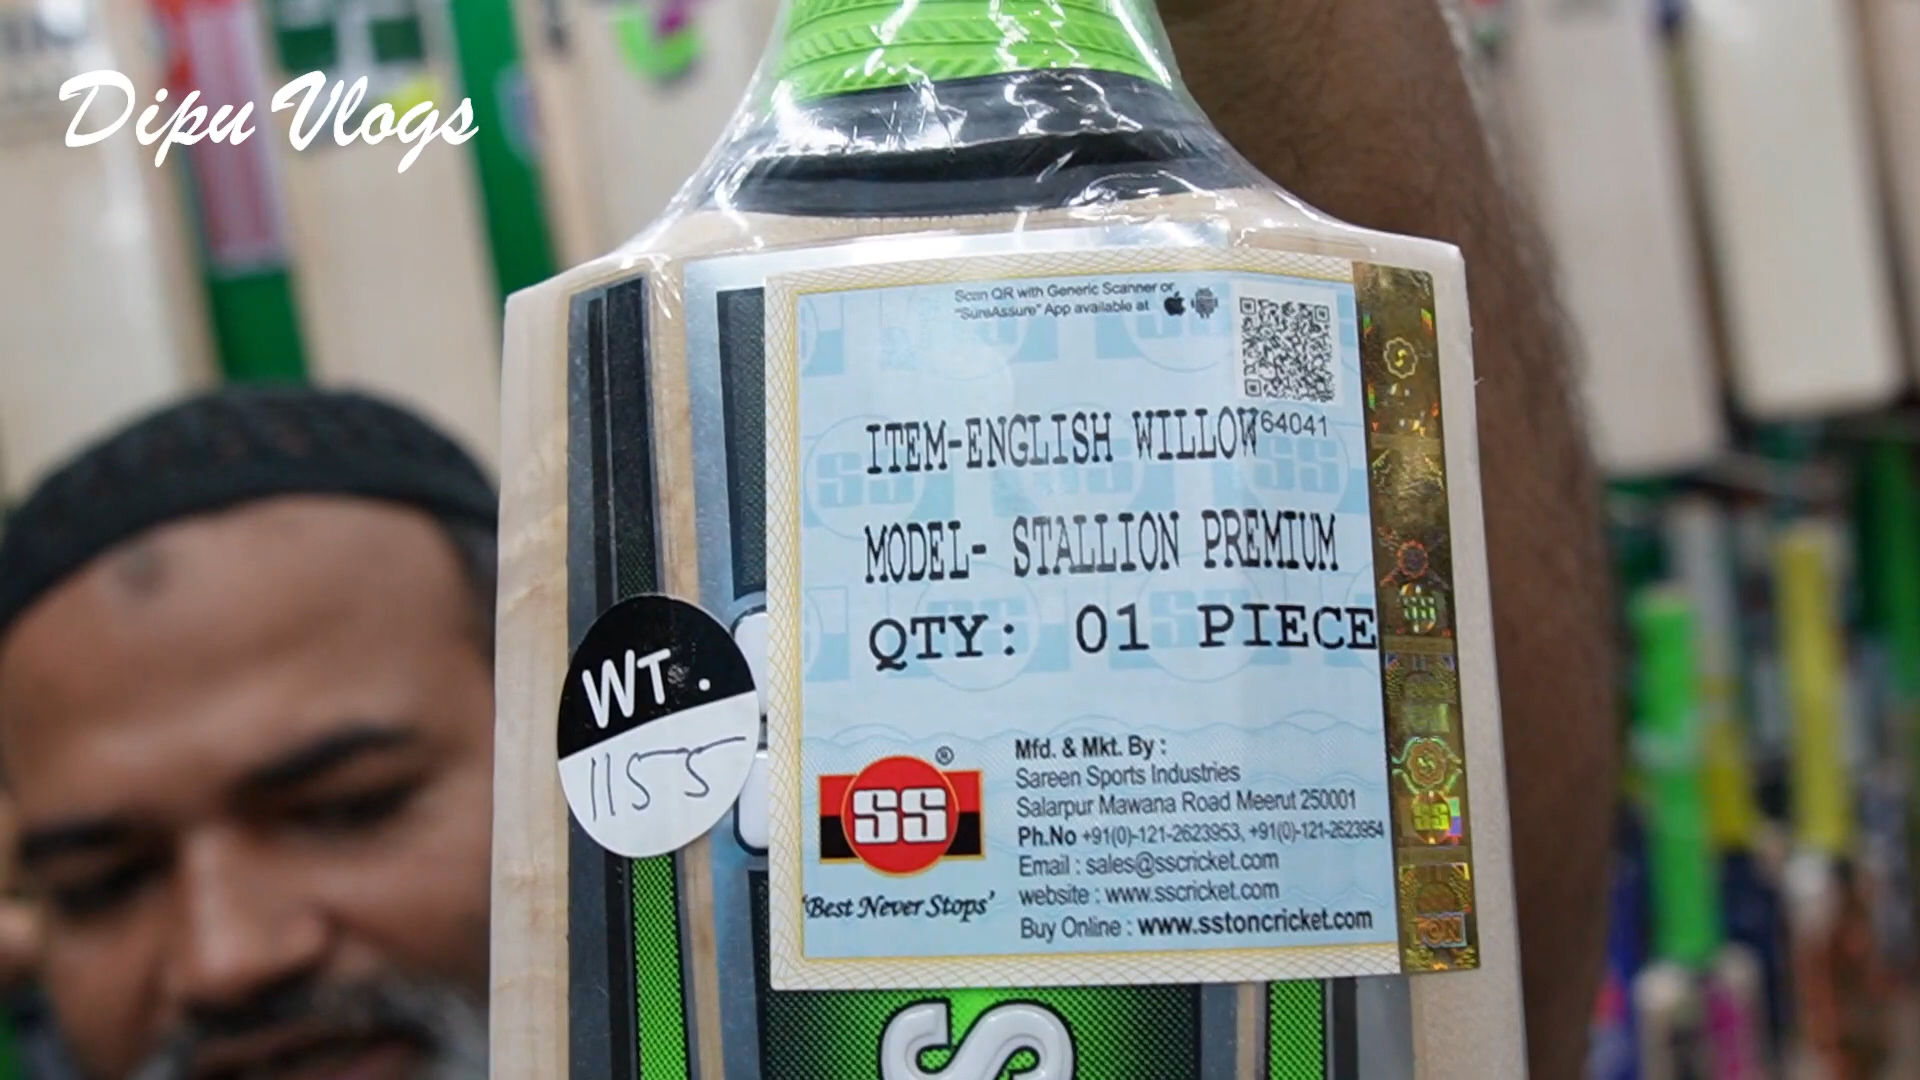 Dipu Vlogs
Scan QR with Generic Scanner or
"SureAssure" App available at
64041
ITEM-ENGLISH WILLOW
MODEL- STALLION PREMIUM
QTY: 01 PIECE
WT.
1155
SS
®
'Best Never Stops'
Mfd. & Mkt. By :
Sareen Sports Industries
Salarpur Mawana Road Meerut 250001
Ph.No +91(0)-121-2623953, +91(0)-121-2623954
Email : sales@sscricket.com
website : www.sscricket.com
Buy Online : www.sstoncricket.com
TON
S